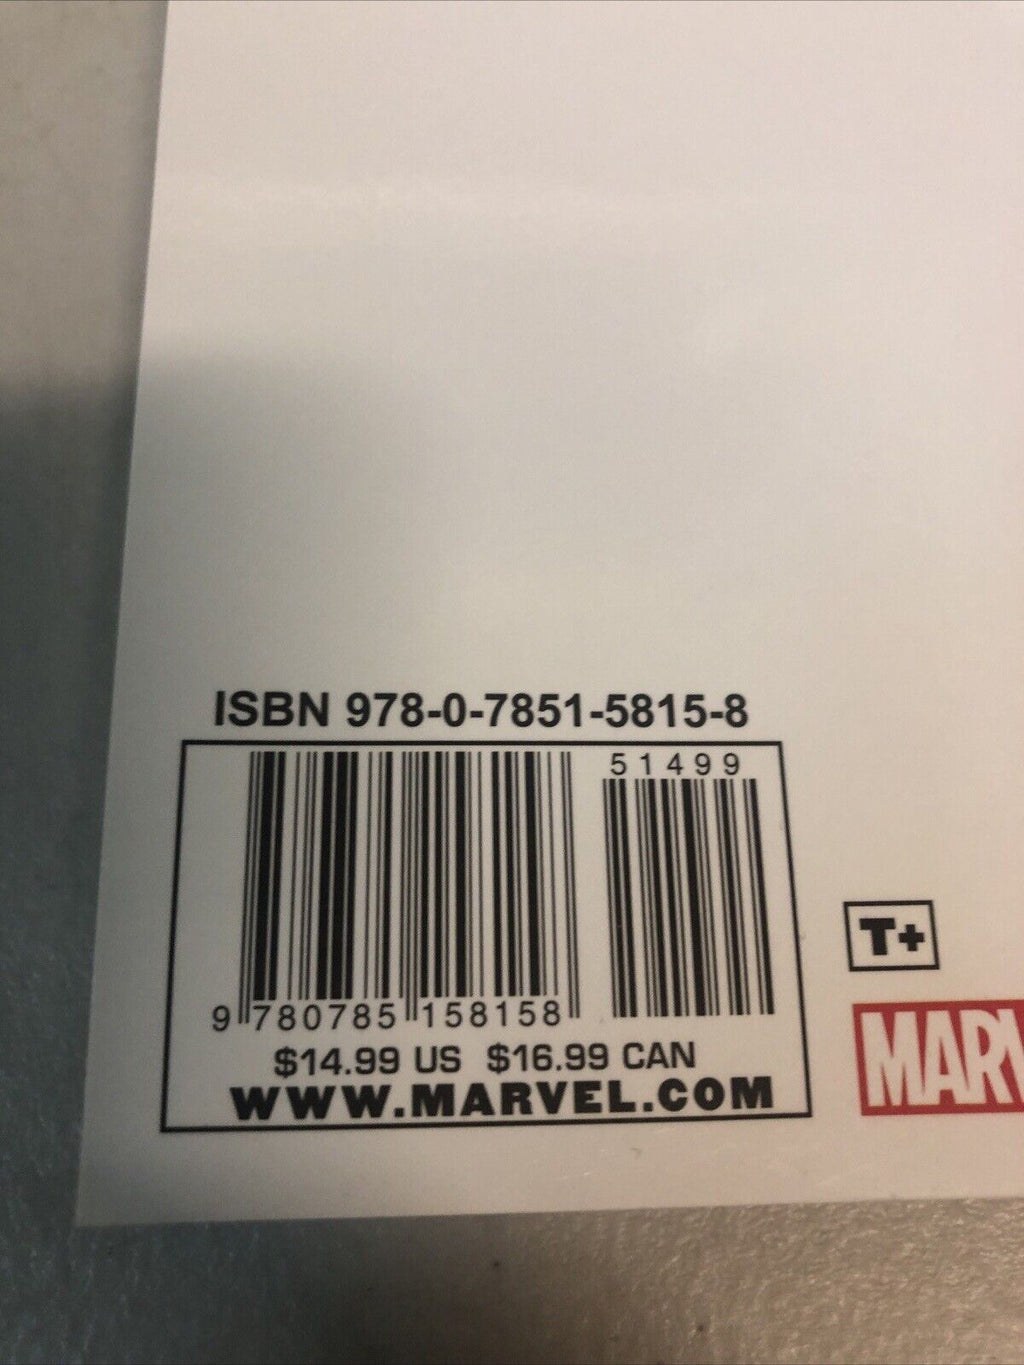 ISBN 978-0-7851-5815-8
51499
9 780785 158158
$14.99 US $16.99 CAN
WWW.MARVEL.COM
T+